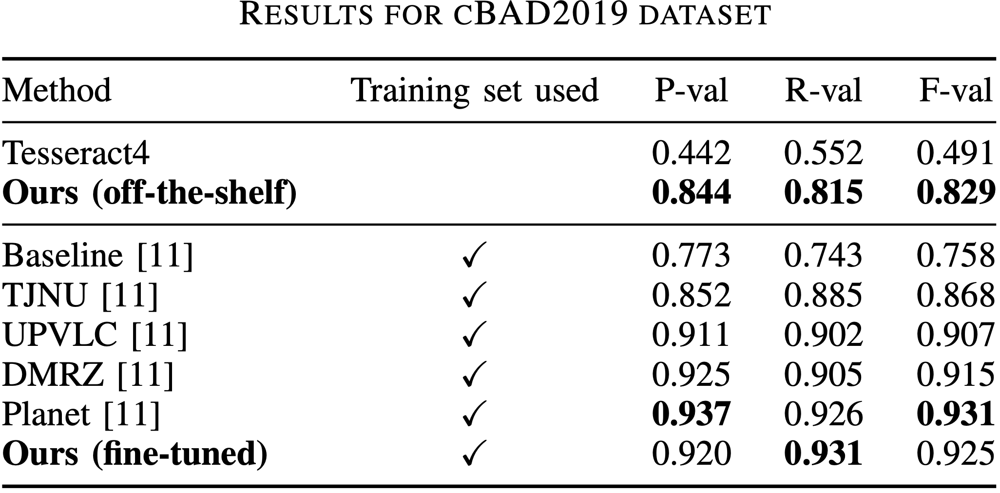 RESULTS FOR CBAD2019 DATASET
Method Training set used P-val R-val F-val
Tesseract4 0.442 0.552 0.491
Ours (off-the-shelf) 0.844 0.815 0.829
Baseline [11] ✓ 0.773 0.743 0.758
TJNU [11] ✓ 0.852 0.885 0.868
UPVLC [11] ✓ 0.911 0.902 0.907
DMRZ [11] ✓ 0.925 0.905 0.915
Planet [11] ✓ 0.937 0.926 0.931
Ours (fine-tuned) ✓ 0.920 0.931 0.925